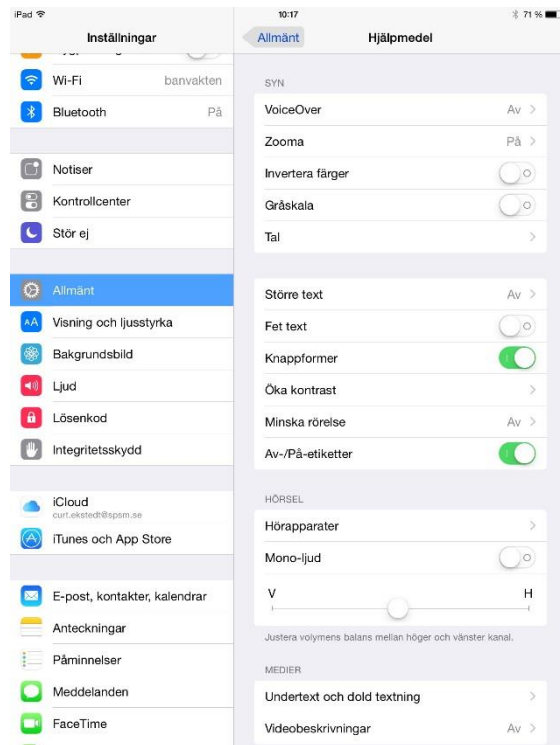 iPad
10:17
71 %
Inställningar
Allmänt
Hjälpmedel
Wi-Fi
banvakten
Bluetooth
På
Notiser
Kontrollcenter
Stör ej
Allmänt
Visning och ljusstyrka
Bakgrundsbild
Ljud
Lösenkod
Integritetsskydd
iCloud
curt.ekstedt@spsm.se
iTunes och App Store
E-post, kontakter, kalendrar
Anteckningar
Påminnelser
Meddelanden
FaceTime
SYN
VoiceOver
Av
Zooma
På
Invertera färger
Gråskala
Tal
Större text
Av
Fet text
Knappformer
Öka kontrast
Minska rörelse
Av
Av-/På-etiketter
HÖRSEL
Hörapparater
Mono-ljud
V
H
Justera volymens balans mellan höger och vänster kanal.
MEDIER
Undertext och dold textning
Videobeskrivningar
Av